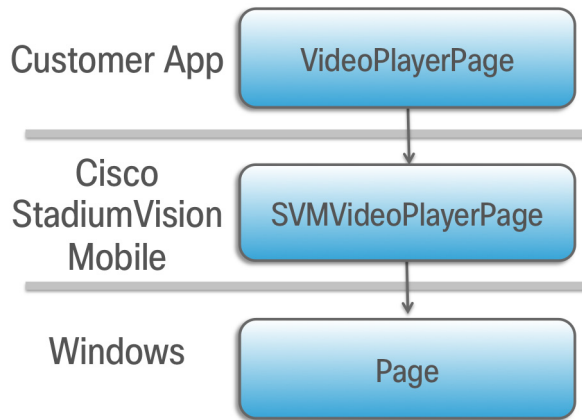 Customer App
VideoPlayerPage
Cisco
StadiumVision
Mobile
SVMVideoPlayerPage
Windows
Page